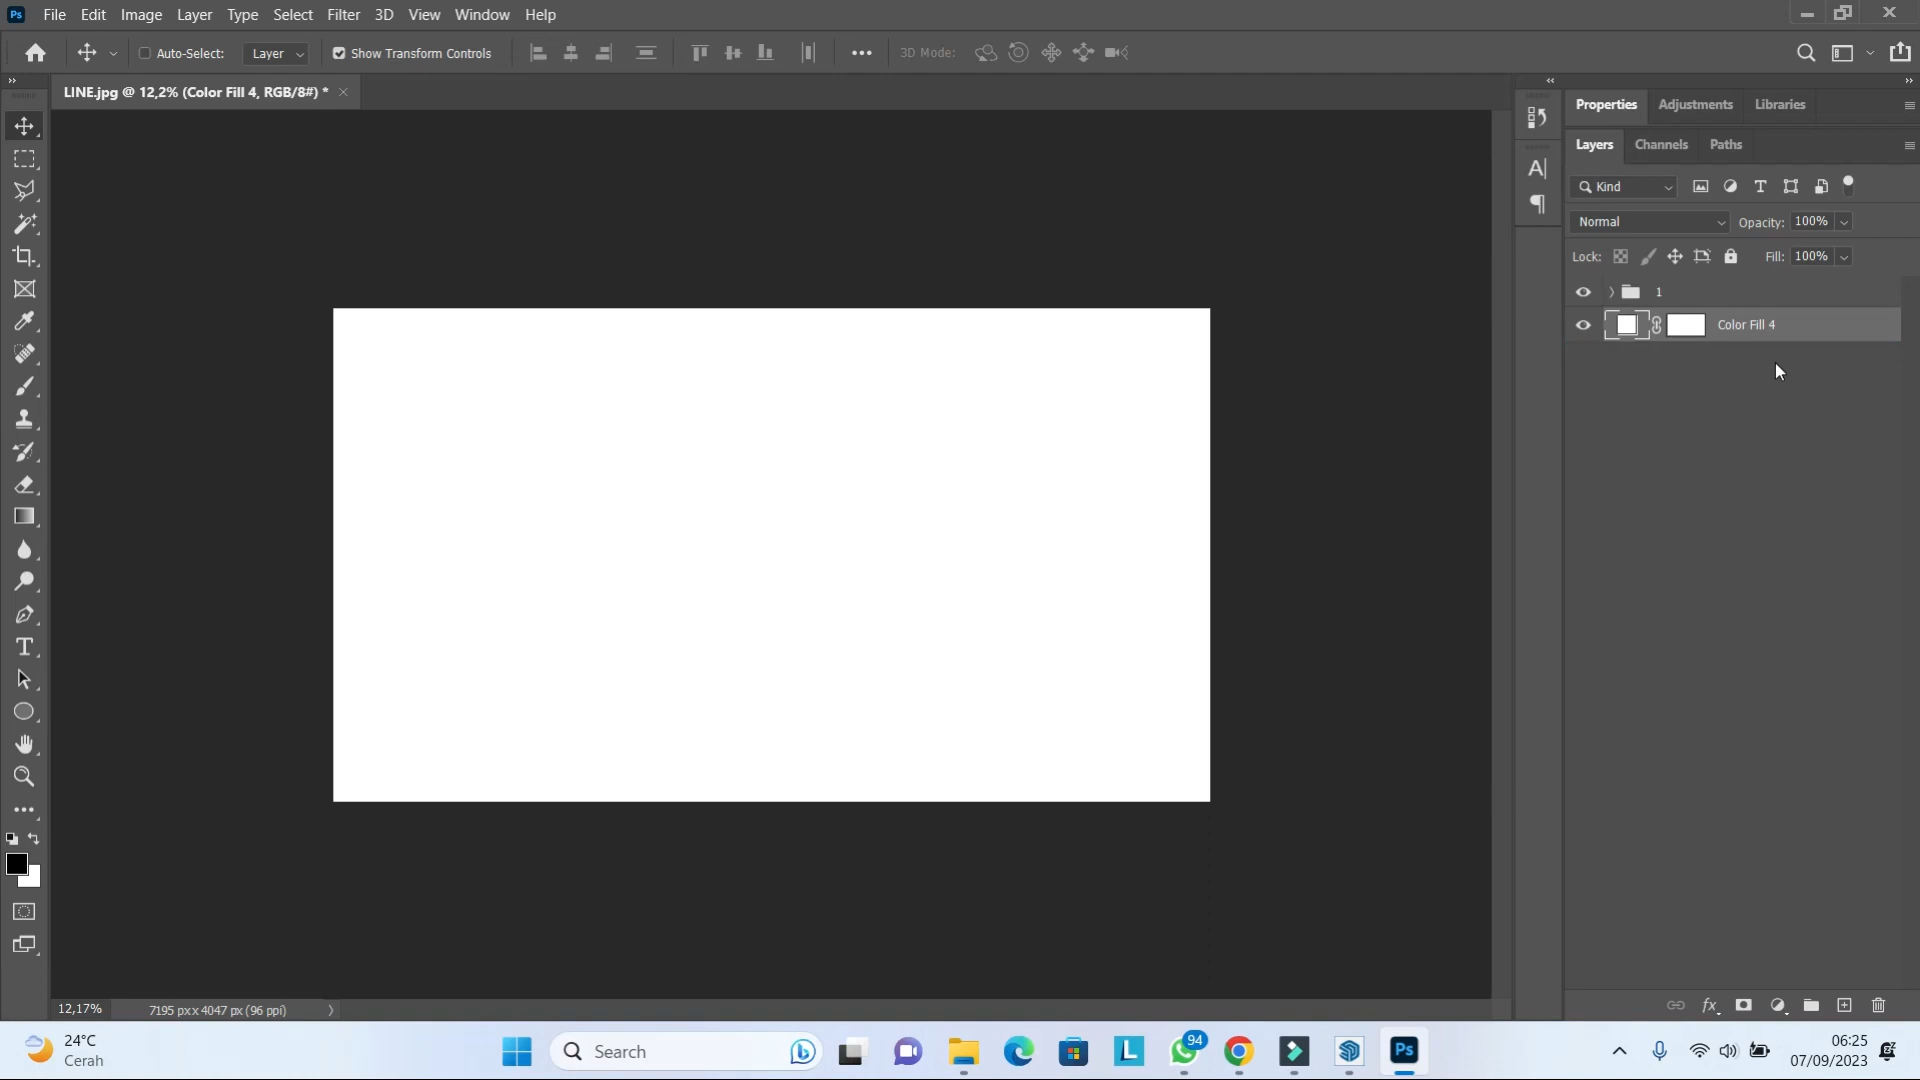 Ps File Edit Image Layer Type Select Filter 3D View Window Help
Auto-Select: Layer Show Transform Controls 3D Mode:
LINE.jpg @ 12,2% (Color Fill 4, RGB/8#) *
Properties Adjustments Libraries
Layers Channels Paths
Kind
Normal Opacity: 100%
Lock: Fill: 100%
1
Color Fill 4
12,17% 7195 px x 4047 px (96 ppi)
24°C
Cerah
Search
94
Ps
06:25
07/09/2023